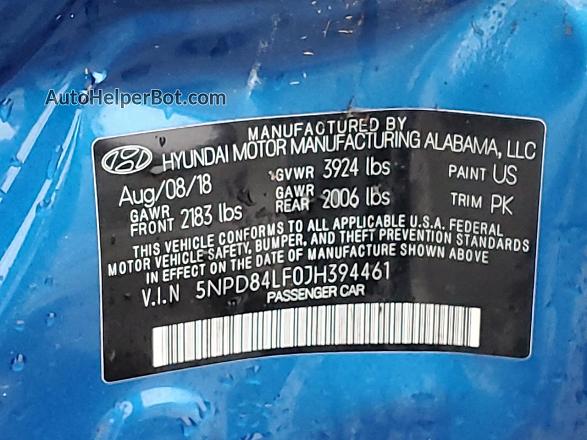 AutoHelperBot.com
MANUFACTURED BY
HYUNDAI MOTOR MANUFACTURING ALABAMA, LLC
Aug/08/18 GVWR 3924 lbs PAINT US
GAWR FRONT 2183 lbs GAWR REAR 2006 lbs TRIM PK
THIS VEHICLE CONFORMS TO ALL APPLICABLE U.S.A. FEDERAL
MOTOR VEHICLE SAFETY, BUMPER, AND THEFT PREVENTION STANDARDS
IN EFFECT ON THE DATE OF MANUFACTURE SHOWN ABOVE
V.I.N 5NPD84LF0JH394461
PASSENGER CAR